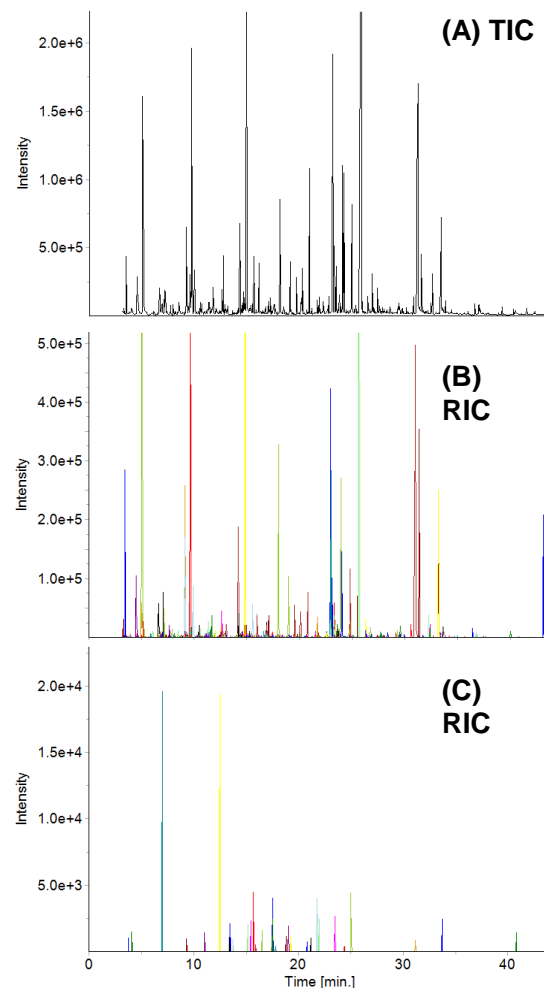 (A) TIC
2.0e+6
1.5e+6
1.0e+6
5.0e+5
Intensity
(B)
RIC
5.0e+5
4.0e+5
3.0e+5
2.0e+5
1.0e+5
Intensity
(C)
RIC
2.0e+4
1.5e+4
1.0e+4
5.0e+3
Intensity
0 10 20 30 40
Time [min.]